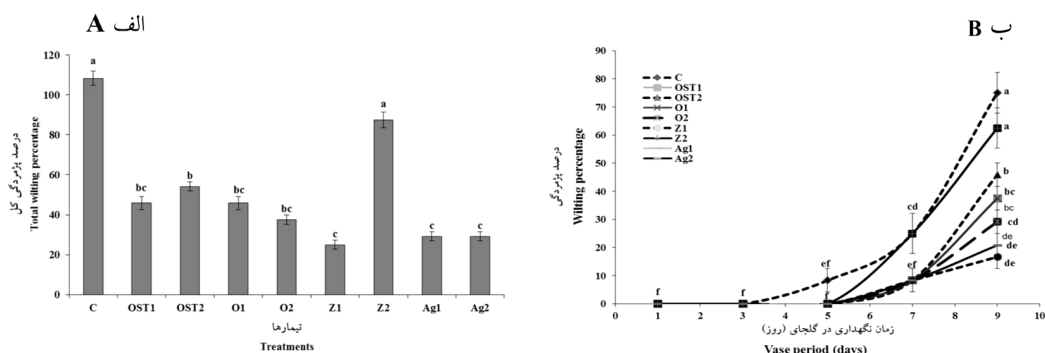 A الف
120
100
80
60
40
20
0
درصد پژمردگی کل
Total wilting percentage
a
bc
b
bc
bc
c
a
c
c
C OST1 OST2 O1 O2 Z1 Z2 Ag1 Ag2
تیمارها
Treatments
B ب
90
80
70
60
50
40
30
20
10
0
درصد پژمردگی
Wilting percentage
C
OST1
OST2
O1
O2
Z1
Z2
Ag1
Ag2
a
a
b
bc
bc
cd
de
de
de
cd
ef
ef
f
f
f
0 1 2 3 4 5 6 7 8 9 10
زمان نگهداری در گلجای (روز)
Vase period (days)